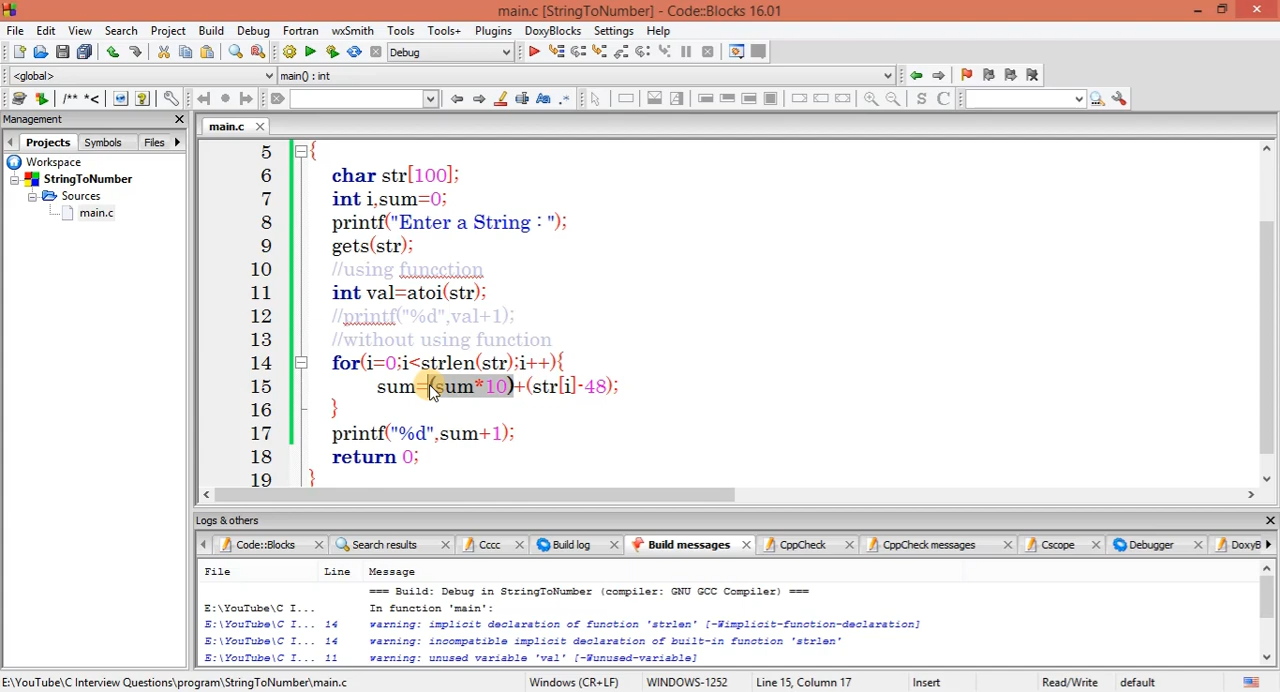 main.c [StringToNumber] - Code::Blocks 16.01
File Edit View Search Project Build Debug Fortran wxSmith Tools Tools+ Plugins DoxyBlocks Settings Help
Debug
<global> main() : int
/** *< Aa .* S C
Management
main.c
Projects Symbols Files
Workspace
StringToNumber
Sources
main.c
5 {
6 char str[100];
7 int i,sum=0;
8 printf("Enter a String : ");
9 gets(str);
10 //using funcction
11 int val=atoi(str);
12 //printf("%d",val+1);
13 //without using function
14 for(i=0;i<strlen(str);i++){
15 sum=(sum*10)+(str[i]-48);
16 }
17 printf("%d",sum+1);
18 return 0;
19 }
Logs & others
Code::Blocks Search results Cccc Build log Build messages CppCheck CppCheck messages Cscope Debugger DoxyB
File Line Message
=== Build: Debug in StringToNumber (compiler: GNU GCC Compiler) ===
E:\YouTube\C I... In function 'main':
E:\YouTube\C I... 14 warning: implicit declaration of function 'strlen' [-Wimplicit-function-declaration]
E:\YouTube\C I... 14 warning: incompatible implicit declaration of built-in function 'strlen'
E:\YouTube\C I... 11 warning: unused variable 'val' [-Wunused-variable]
E:\YouTube\C Interview Questions\program\StringToNumber\main.c Windows (CR+LF) WINDOWS-1252 Line 15, Column 17 Insert Read/Write default